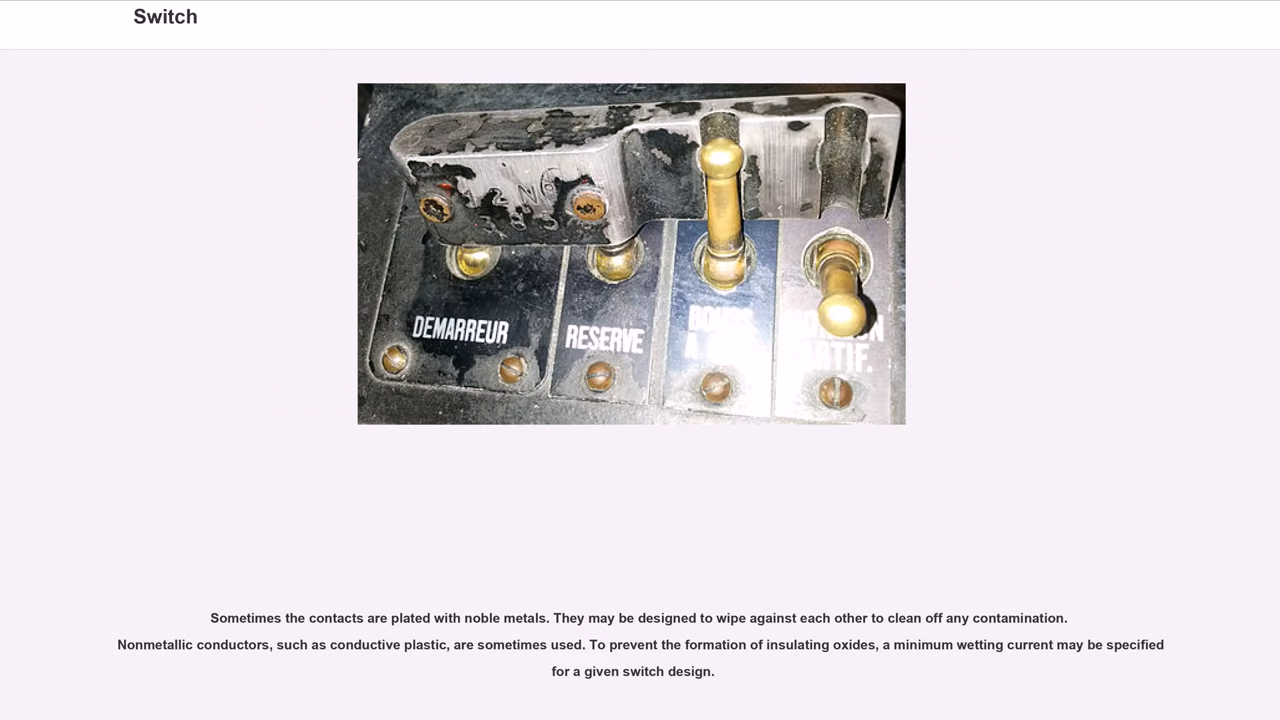 Switch
12 N6
DEMARREUR
RESERVE
Sometimes the contacts are plated with noble metals. They may be designed to wipe against each other to clean off any contamination.
Nonmetallic conductors, such as conductive plastic, are sometimes used. To prevent the formation of insulating oxides, a minimum wetting current may be specified
for a given switch design.